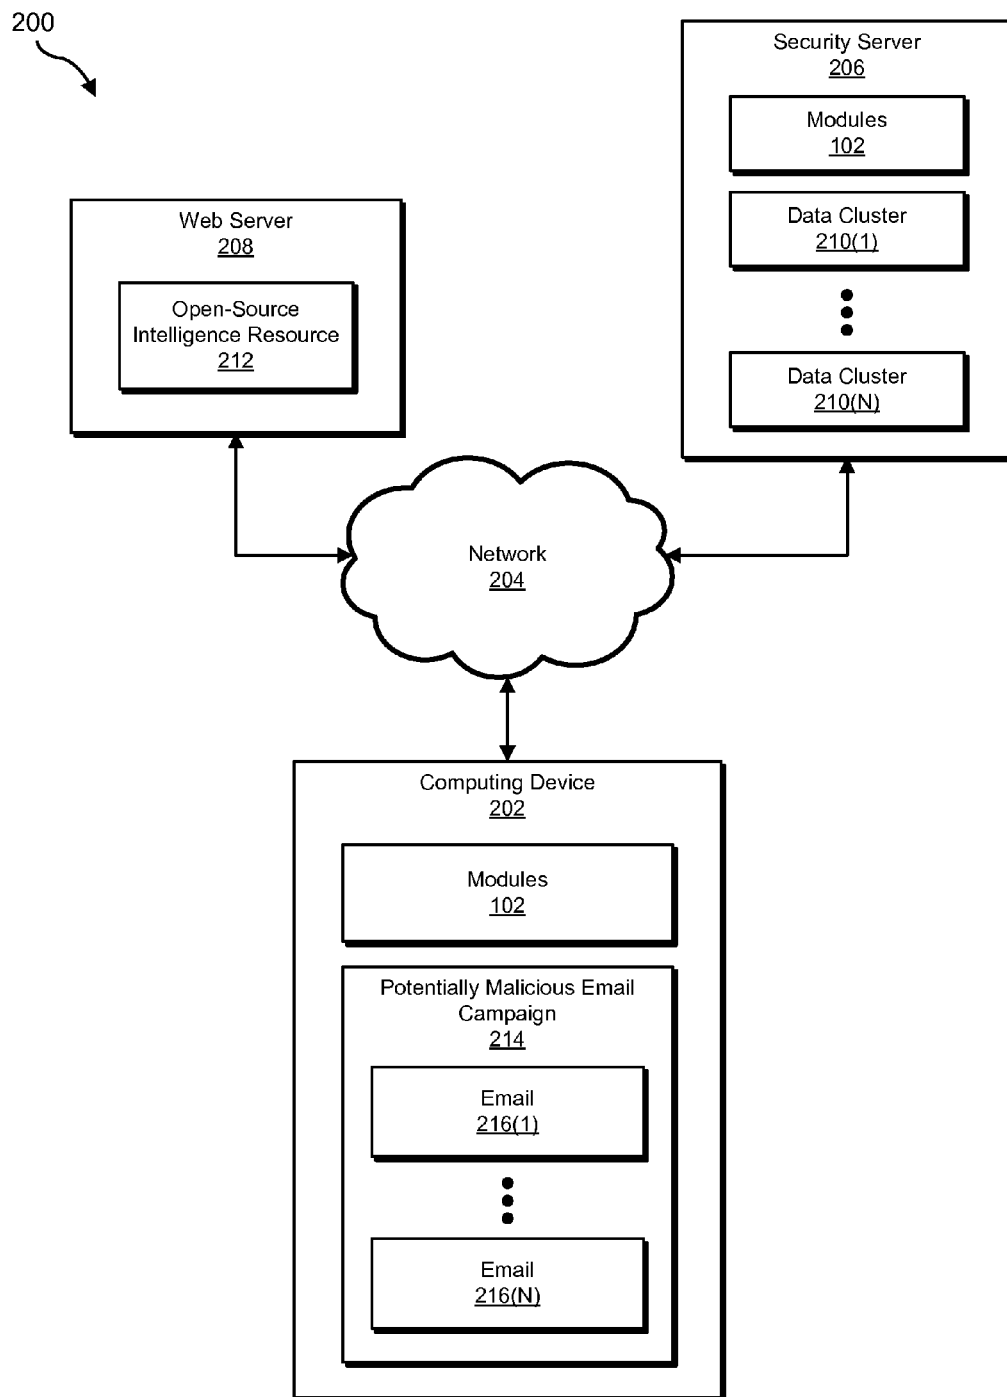 200
Security Server
206
Modules
102
Data Cluster
210(1)
Data Cluster
210(N)
Web Server
208
Open-Source
Intelligence Resource
212
Network
204
Computing Device
202
Modules
102
Potentially Malicious Email
Campaign
214
Email
216(1)
Email
216(N)